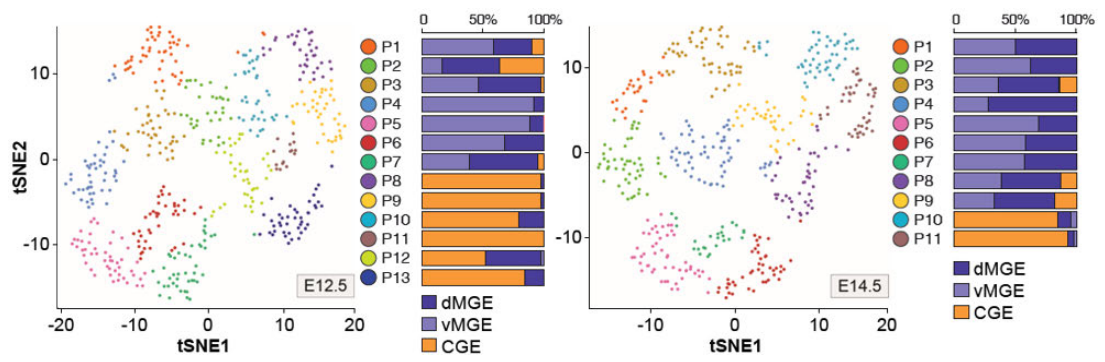 0 50% 100%
P1
P2
P3
P4
P5
P6
P7
P8
P9
P10
P11
P12
P13
10
0
-10
tSNE2
-20 -10 0 10 20
tSNE1
E12.5
dMGE
vMGE
CGE
0 50% 100%
P1
P2
P3
P4
P5
P6
P7
P8
P9
P10
P11
10
0
-10
-10 0 10 20
tSNE1
E14.5
dMGE
vMGE
CGE